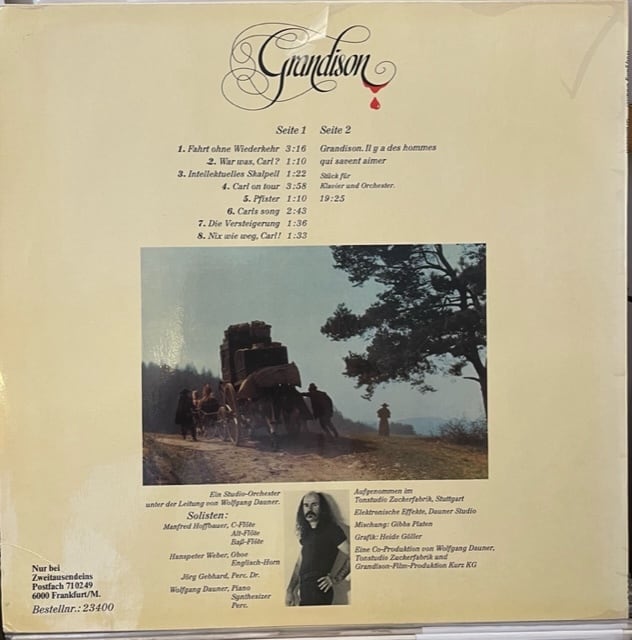 Grandison
Seite 1
1. Fahrt ohne Wiederkehr 3:16
2. War was, Carl? 1:10
3. Intellektuelles Skalpell 1:22
4. Carl on tour 3:58
5. Pfister 1:10
6. Carls song 2:43
7. Die Versteigerung 1:36
8. Nix wie weg, Carl! 1:33
Seite 2
Grandison. Il y a des hommes
qui savent aimer
Stück für
Klavier und Orchester.
19:25
Ein Studio-Orchester
unter der Leitung von Wolfgang Dauner.
Solisten:
Manfred Hoffbauer, C-Flöte
Alt-Flöte
Baß-Flöte
Hanspeter Weber, Oboe
Englisch-Horn
Jörg Gebhard, Perc. Dr.
Wolfgang Dauner, Piano
Synthesizer
Perc.
Aufgenommen im
Tonstudio Zuckerfabrik, Stuttgart
Elektronische Effekte, Dauner Studio
Mischung: Gibbs Platen
Grafik: Heide Göller
Eine Co-Produktion von Wolfgang Dauner,
Tonstudio Zuckerfabrik und
Grandison-Film-Produktion Kurz KG
Nur bei
Zweitausendeins
Postfach 710249
6000 Frankfurt/M.
Bestellnr.: 23400